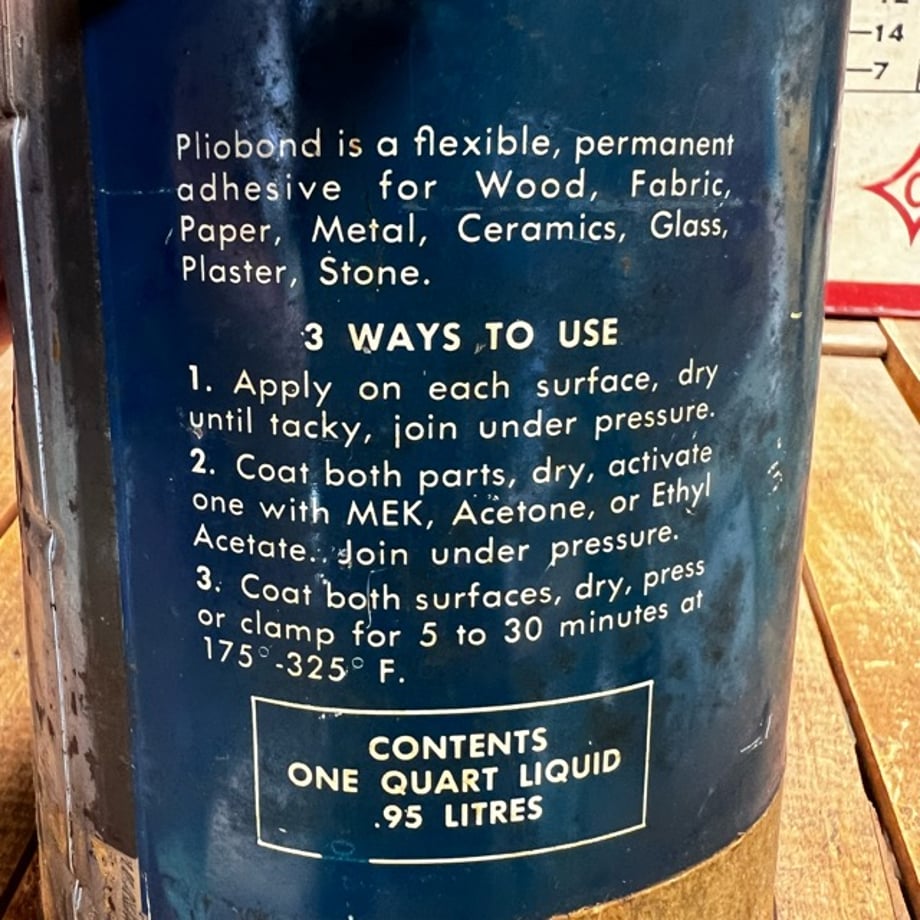 Pliobond is a flexible, permanent
adhesive for Wood, Fabric,
Paper, Metal, Ceramics, Glass,
Plaster, Stone.
3 WAYS TO USE
1. Apply on each surface, dry
until tacky, join under pressure.
2. Coat both parts, dry, activate
one with MEK, Acetone, or Ethyl
Acetate. Join under pressure.
3. Coat both surfaces, dry, press
or clamp for 5 to 30 minutes at
175°-325° F.
CONTENTS
ONE QUART LIQUID
.95 LITRES
14
7